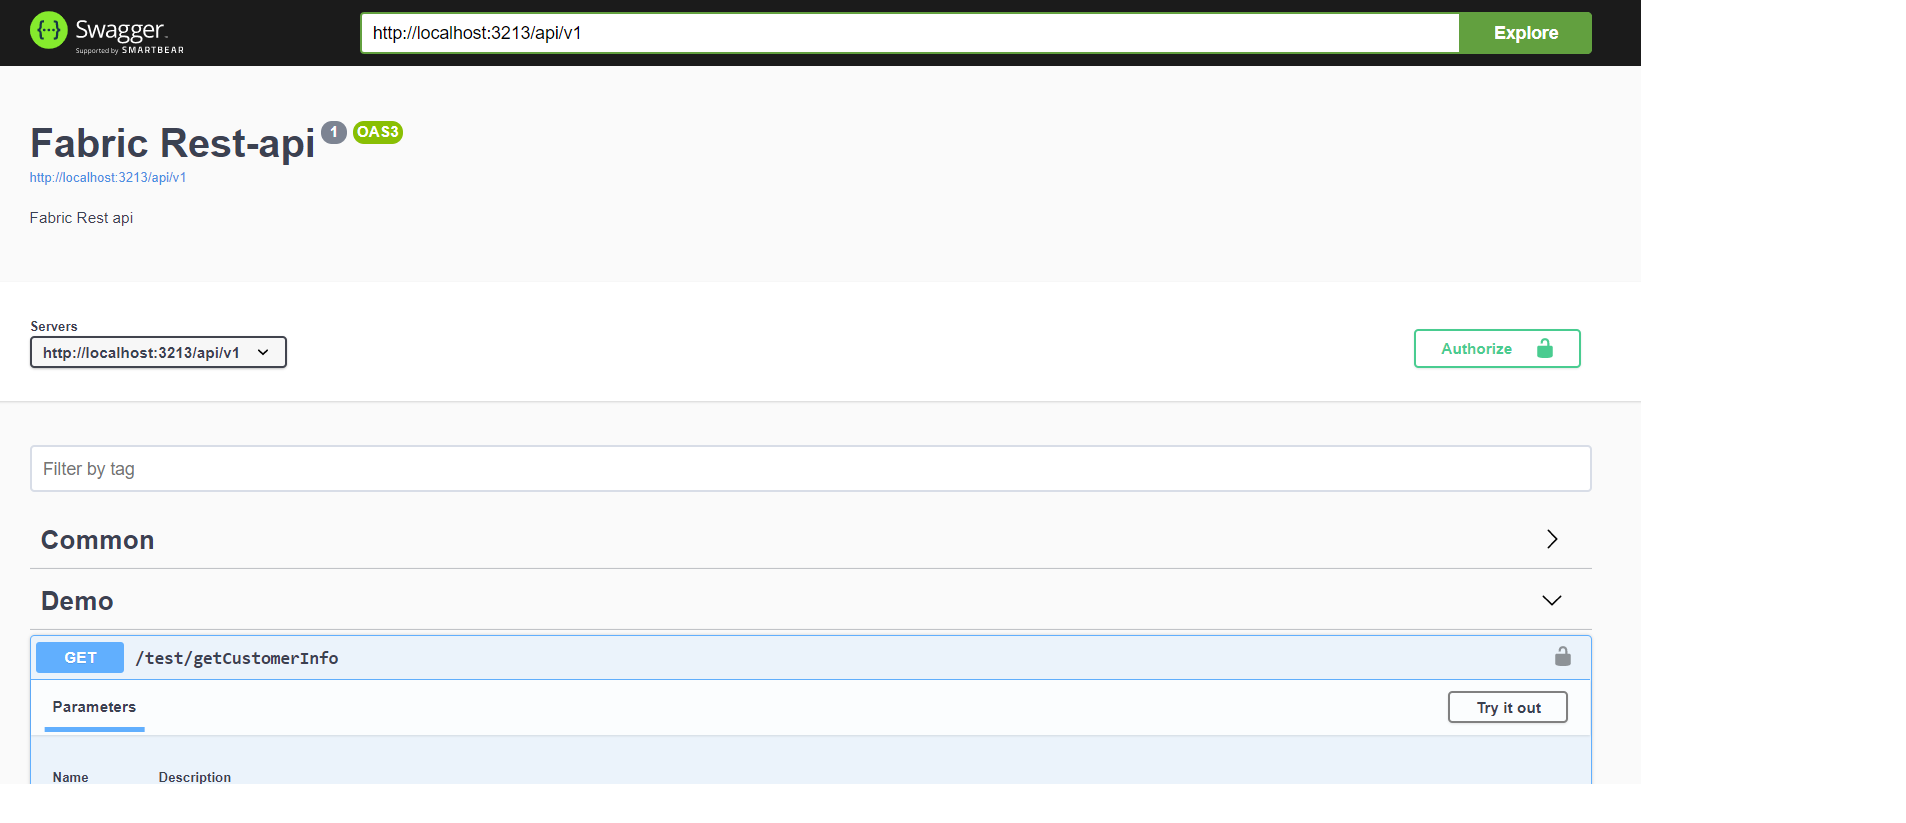 Swagger
Supported by SMARTBEAR
http://localhost:3213/api/v1
Explore
Fabric Rest-api 1 OAS3
http://localhost:3213/api/v1
Fabric Rest api
Servers
http://localhost:3213/api/v1
Authorize
Filter by tag
Common
Demo
GET /test/getCustomerInfo
Parameters
Try it out
Name Description